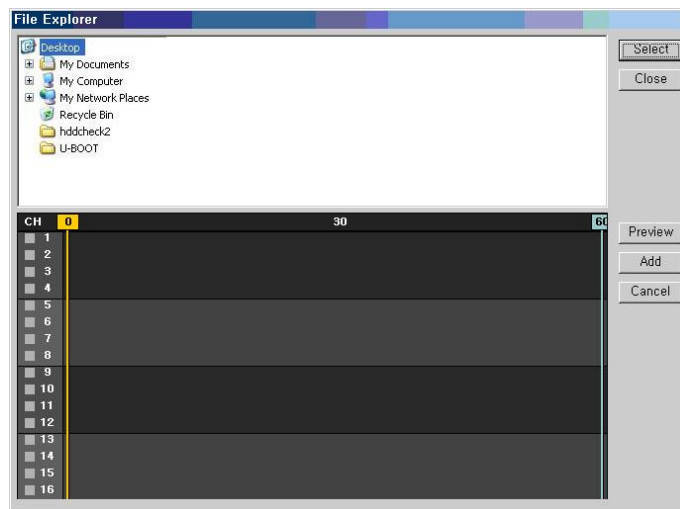 File Explorer
Desktop
My Documents
My Computer
My Network Places
Recycle Bin
hddcheck2
U-BOOT
Select
Close
CH 0 30 60
1
2
3
4
5
6
7
8
9
10
11
12
13
14
15
16
Preview
Add
Cancel